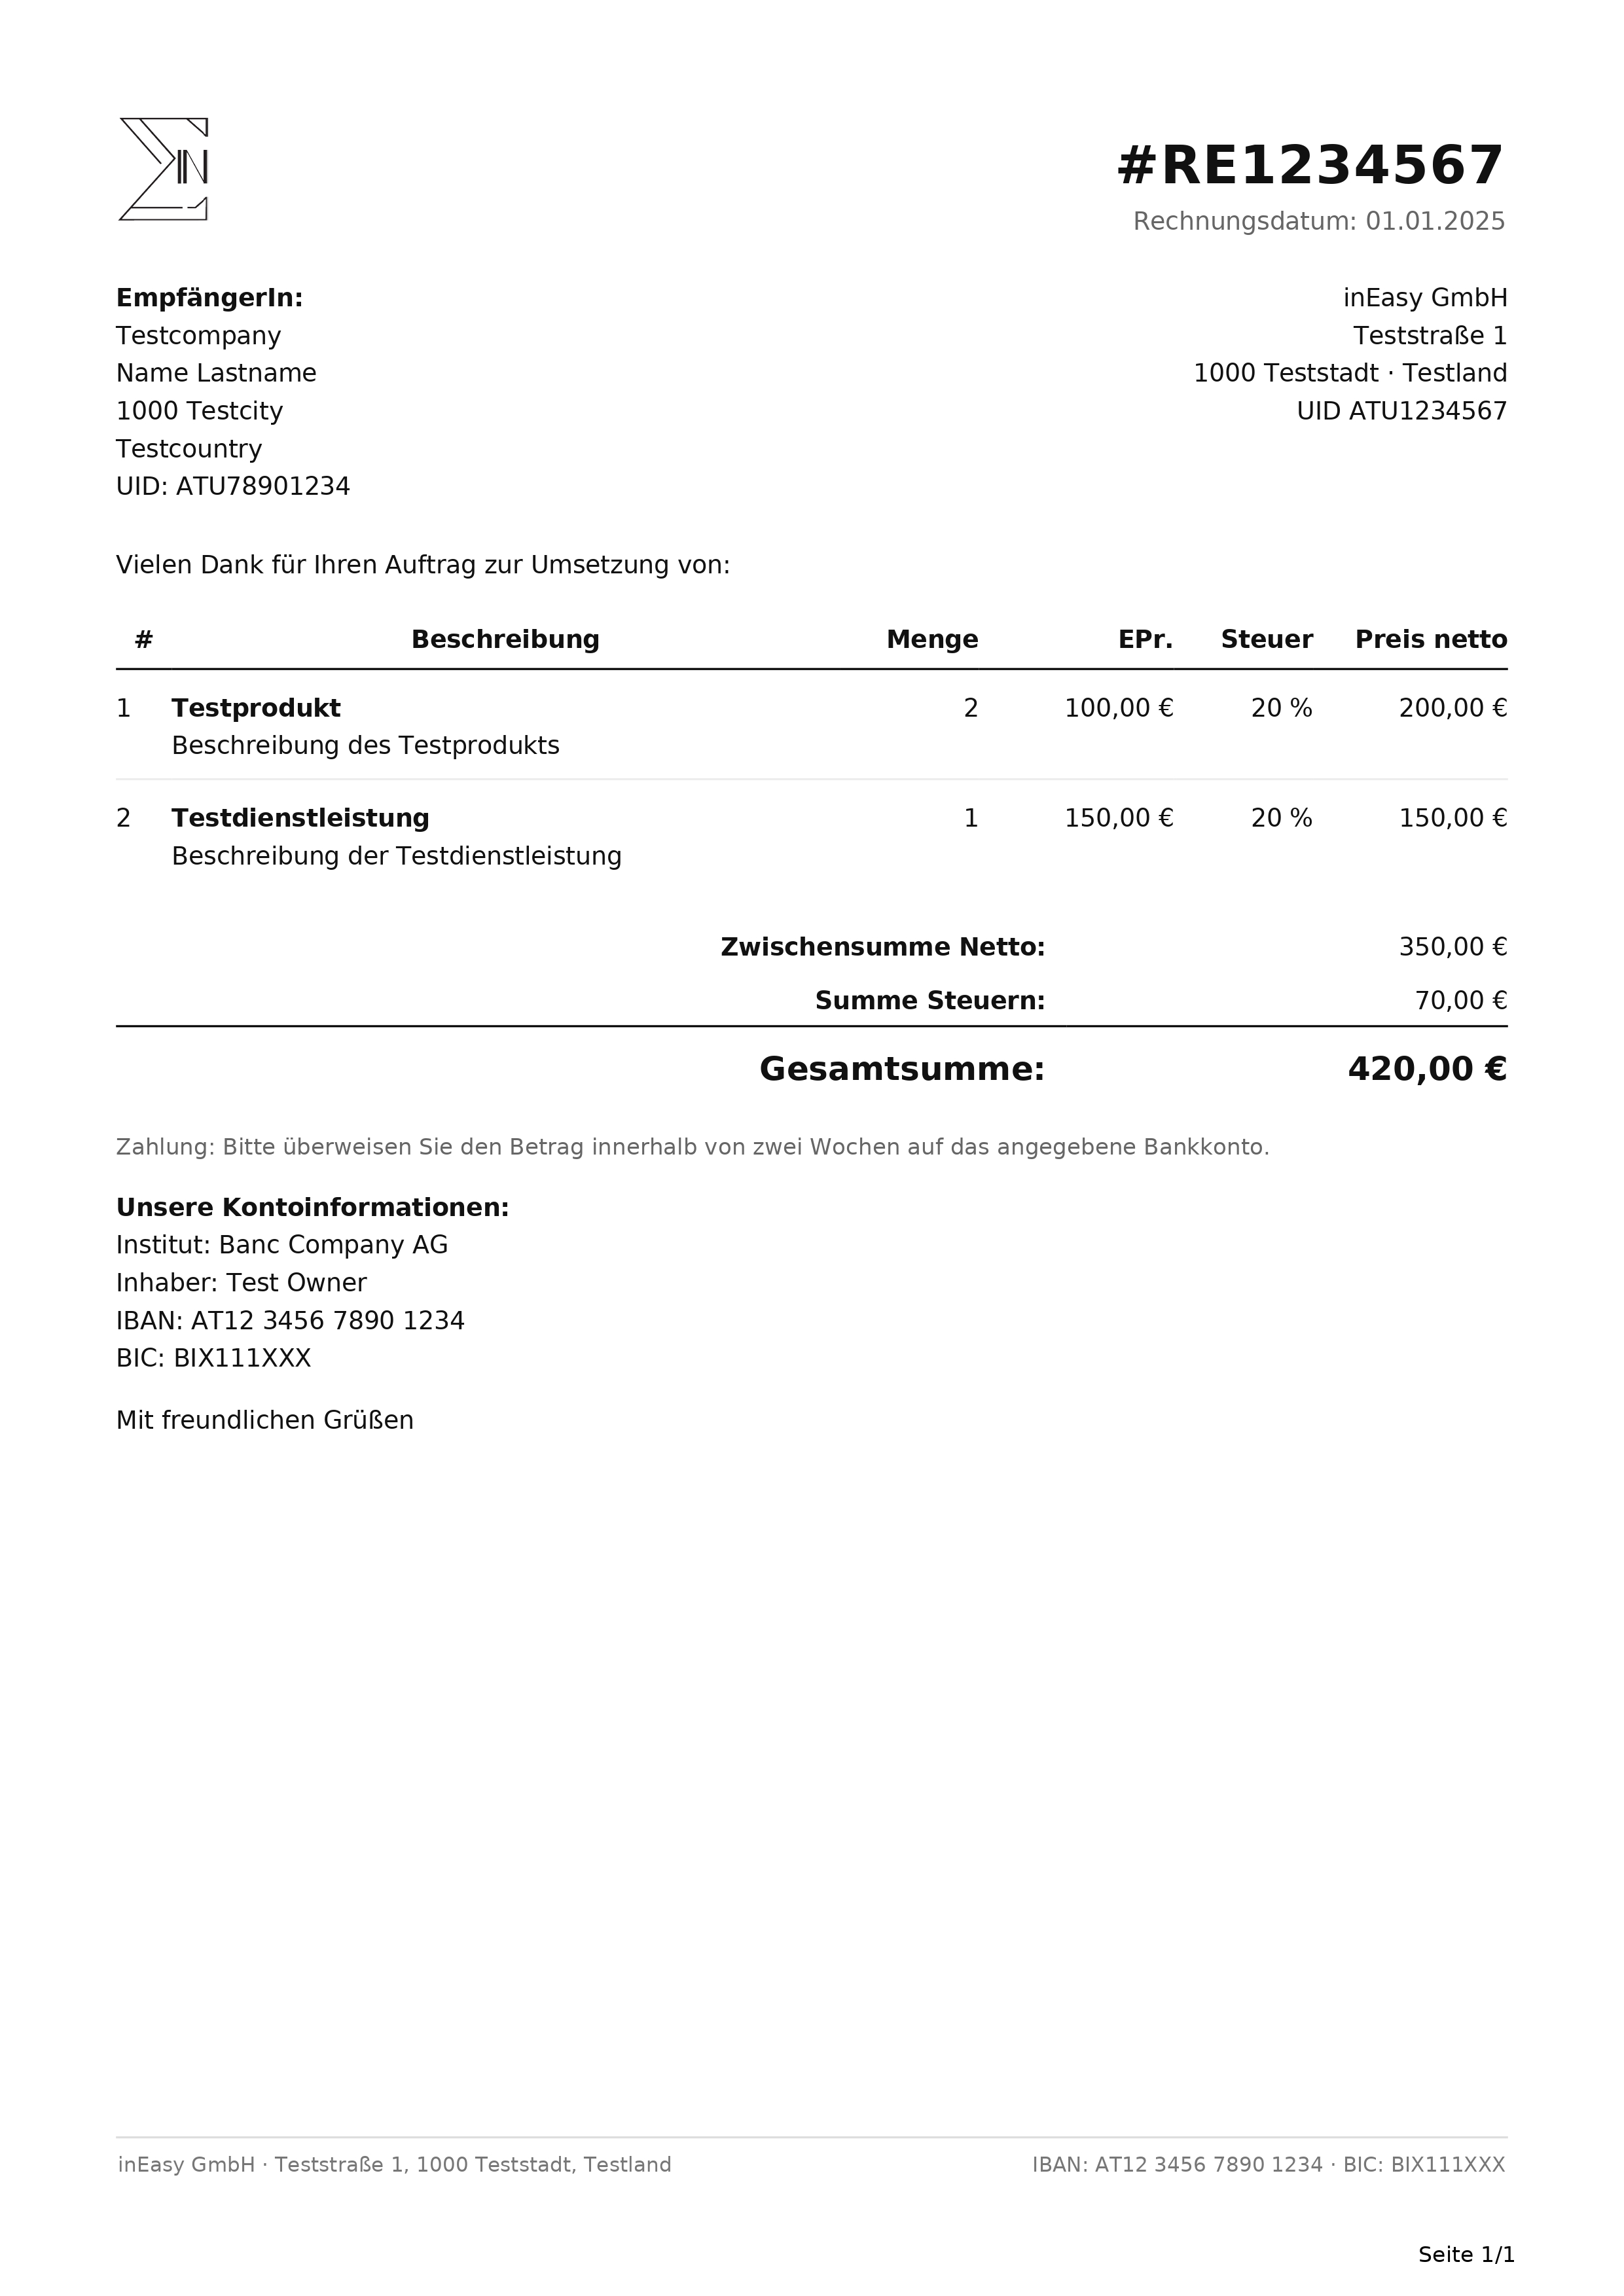 IN
#RE1234567
Rechnungsdatum: 01.01.2025
EmpfängerIn:
Testcompany
Name Lastname
1000 Testcity
Testcountry
UID: ATU78901234
inEasy GmbH
Teststraße 1
1000 Teststadt · Testland
UID ATU1234567
Vielen Dank für Ihren Auftrag zur Umsetzung von:
# Beschreibung Menge EPr. Steuer Preis netto
1 Testprodukt 2 100,00 € 20 % 200,00 €
Beschreibung des Testprodukts
2 Testdienstleistung 1 150,00 € 20 % 150,00 €
Beschreibung der Testdienstleistung
Zwischensumme Netto: 350,00 €
Summe Steuern: 70,00 €
Gesamtsumme: 420,00 €
Zahlung: Bitte überweisen Sie den Betrag innerhalb von zwei Wochen auf das angegebene Bankkonto.
Unsere Kontoinformationen:
Institut: Banc Company AG
Inhaber: Test Owner
IBAN: AT12 3456 7890 1234
BIC: BIX111XXX
Mit freundlichen Grüßen
inEasy GmbH · Teststraße 1, 1000 Teststadt, Testland IBAN: AT12 3456 7890 1234 · BIC: BIX111XXX
Seite 1/1